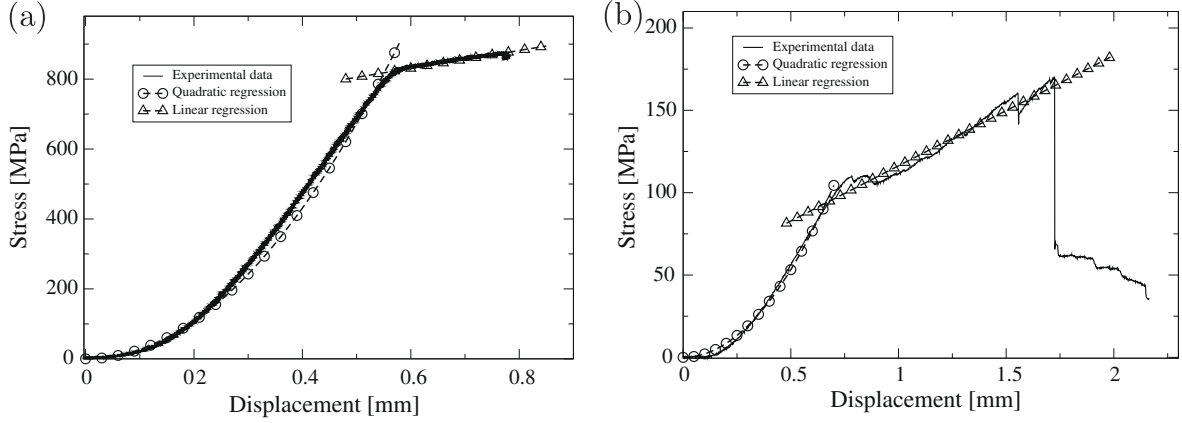 (a)
800
600
400
200
0
Stress [MPa]
Experimental data
Quadratic regression
Linear regression
0 02 0.4 0.6 0.8
Displacement [mm]
(b)
200
150
100
50
0
Stress [MPa]
Experimental data
Quadratic regression
Linear regression
0 0.5 1 1.5 2
Displacement [mm]